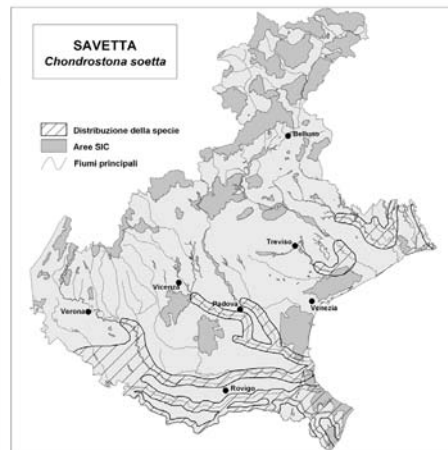 SAVETTA
Chondrostona soetta
Distribuzione della specie
Aree SIC
Fiumi principali
Belluno
Treviso
Vicenza
Padova
Venezia
Verona
Rovigo